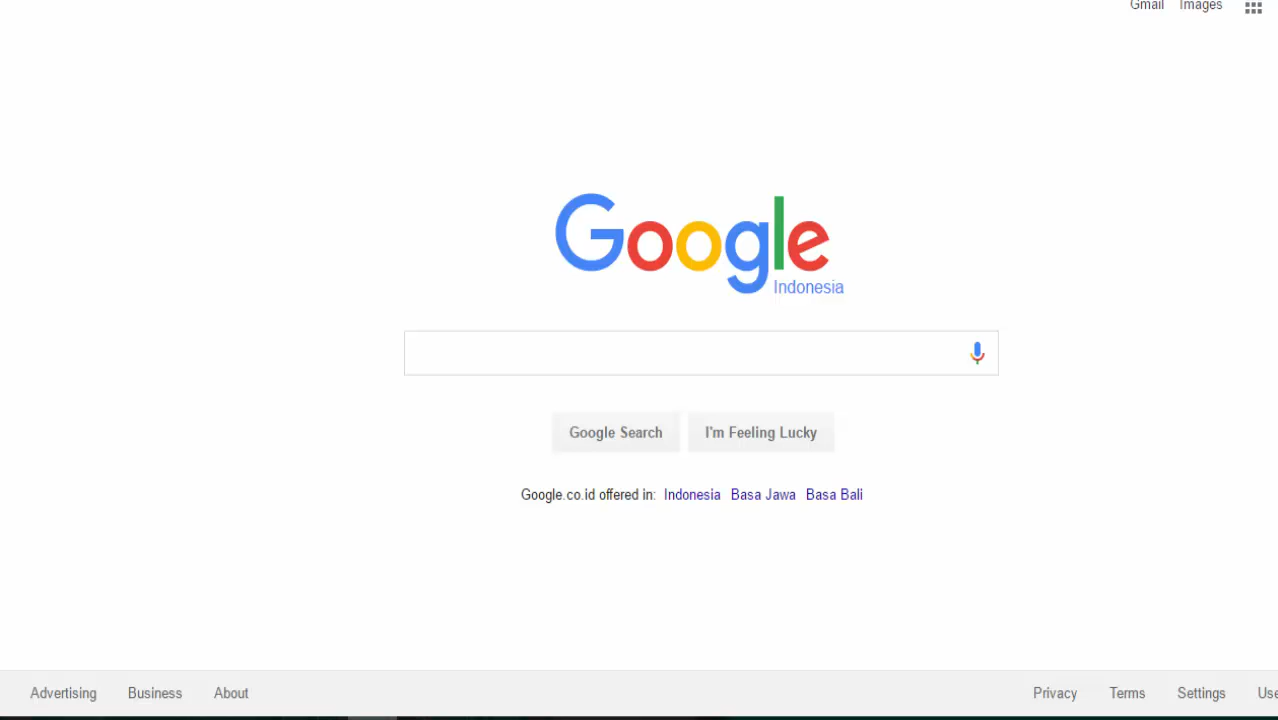 Gmail Images
Google
Indonesia
Google Search I'm Feeling Lucky
Google.co.id offered in: Indonesia Basa Jawa Basa Bali
Advertising Business About Privacy Terms Settings Use